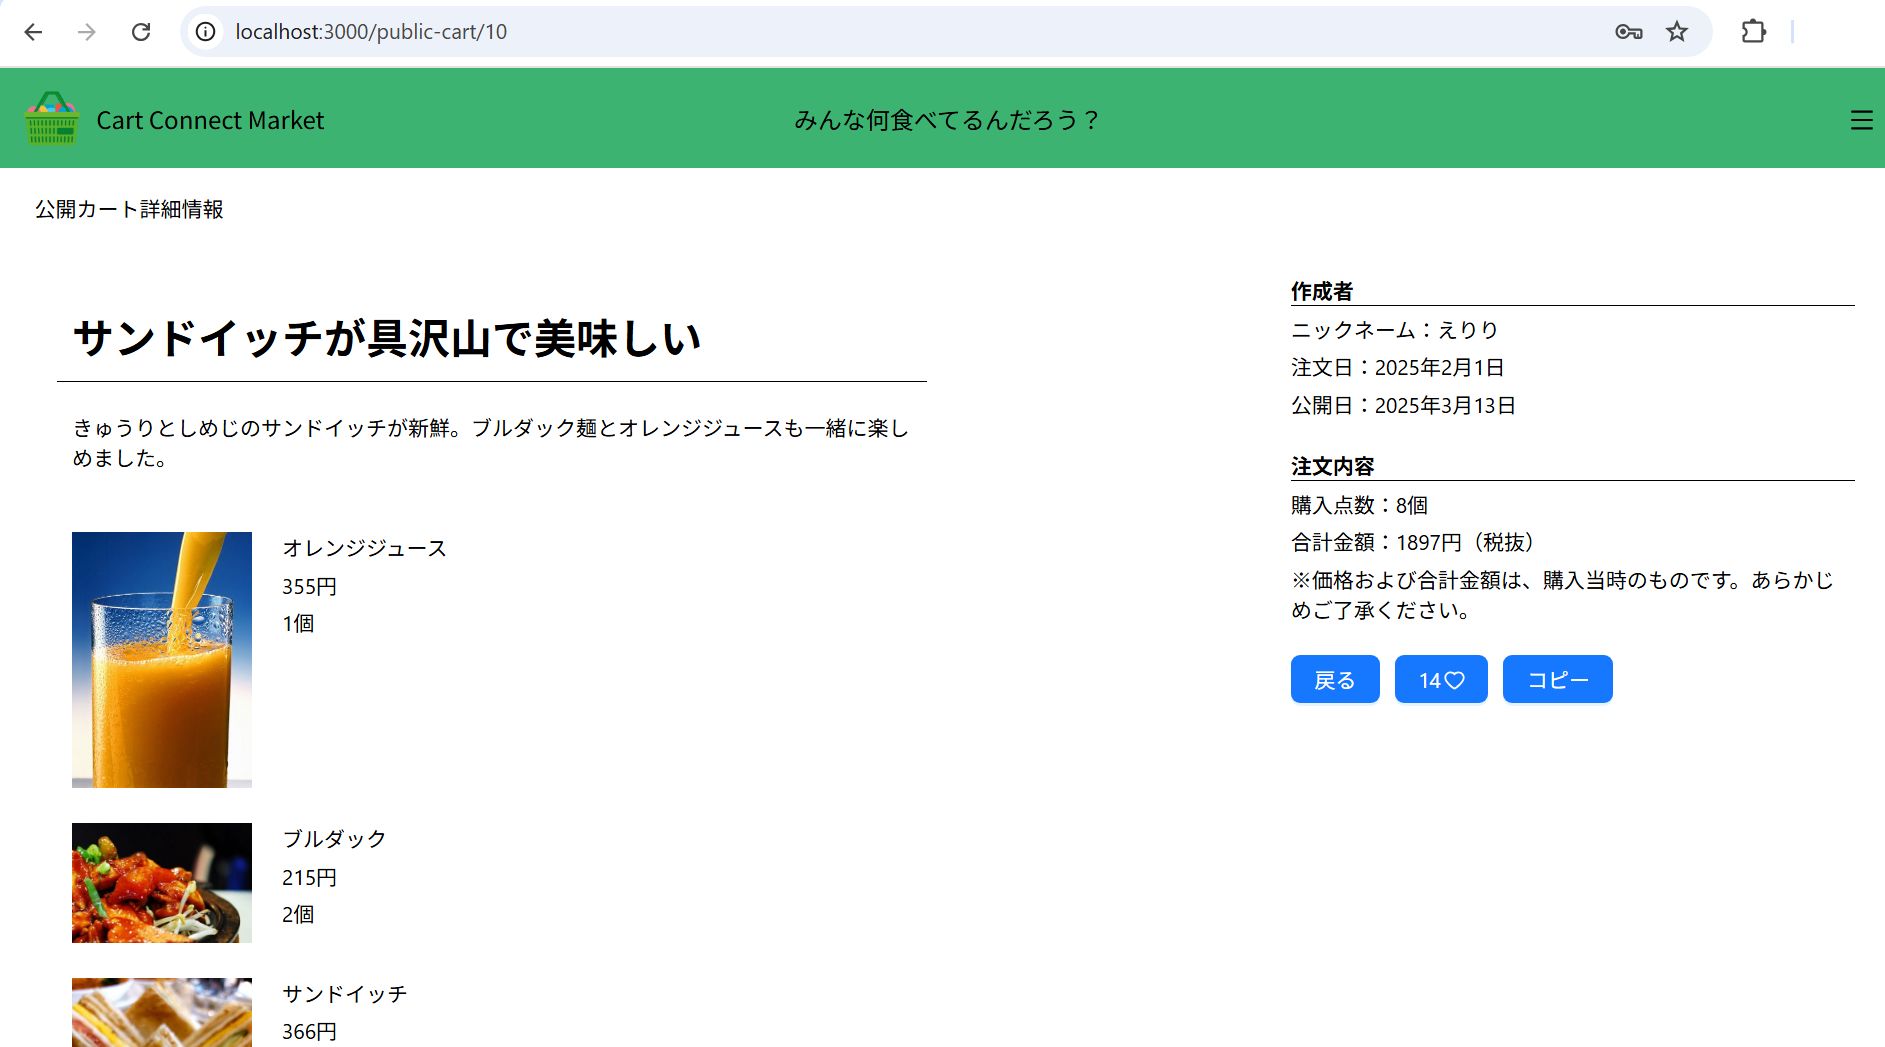 localhost:3000/public-cart/10
Cart Connect Market
みんな何食べてるんだろう？
公開カート詳細情報
サンドイッチが具沢山で美味しい
きゅうりとしめじのサンドイッチが新鮮。ブルダック麺とオレンジジュースも一緒に楽し
めました。
オレンジジュース
355円
1個
ブルダック
215円
2個
サンドイッチ
366円
作成者
ニックネーム：えりり
注文日：2025年2月1日
公開日：2025年3月13日
注文内容
購入点数：8個
合計金額：1897円（税抜）
※価格および合計金額は、購入当時のものです。あらかじ
めご了承ください。
戻る
14♡
コピー